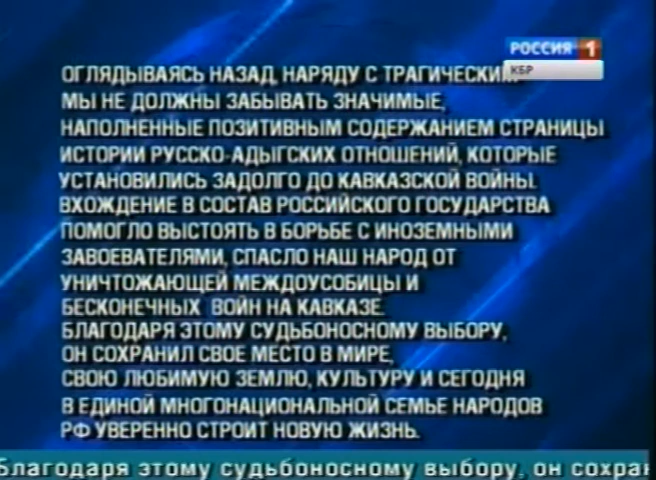 РОССИЯ 1
КБР
ОГЛЯДЫВАЯСЬ НАЗАД, НАРЯДУ С ТРАГИЧЕСКИМ
МЫ НЕ ДОЛЖНЫ ЗАБЫВАТЬ ЗНАЧИМЫЕ,
НАПОЛНЕННЫЕ ПОЗИТИВНЫМ СОДЕРЖАНИЕМ СТРАНИЦЫ
ИСТОРИИ РУССКО-АДЫГСКИХ ОТНОШЕНИЙ, КОТОРЫЕ
УСТАНОВИЛИСЬ ЗАДОЛГО ДО КАВКАЗСКОЙ ВОЙНЫ.
ВХОЖДЕНИЕ В СОСТАВ РОССИЙСКОГО ГОСУДАРСТВА
ПОМОГЛО ВЫСТОЯТЬ В БОРЬБЕ С ИНОЗЕМНЫМИ
ЗАВОЕВАТЕЛЯМИ, СПАСЛО НАШ НАРОД ОТ
УНИЧТОЖАЮЩЕЙ МЕЖДОУСОБИЦЫ И
БЕСКОНЕЧНЫХ ВОЙН НА КАВКАЗЕ.
БЛАГОДАРЯ ЭТОМУ СУДЬБОНОСНОМУ ВЫБОРУ,
ОН СОХРАНИЛ СВОЕ МЕСТО В МИРЕ,
СВОЮ ЛЮБИМУЮ ЗЕМЛЮ, КУЛЬТУРУ И СЕГОДНЯ
В ЕДИНОЙ МНОГОНАЦИОНАЛЬНОЙ СЕМЬЕ НАРОДОВ
РФ УВЕРЕННО СТРОИТ НОВУЮ ЖИЗНЬ.
Благодаря этому судьбоносному выбору, он сохра